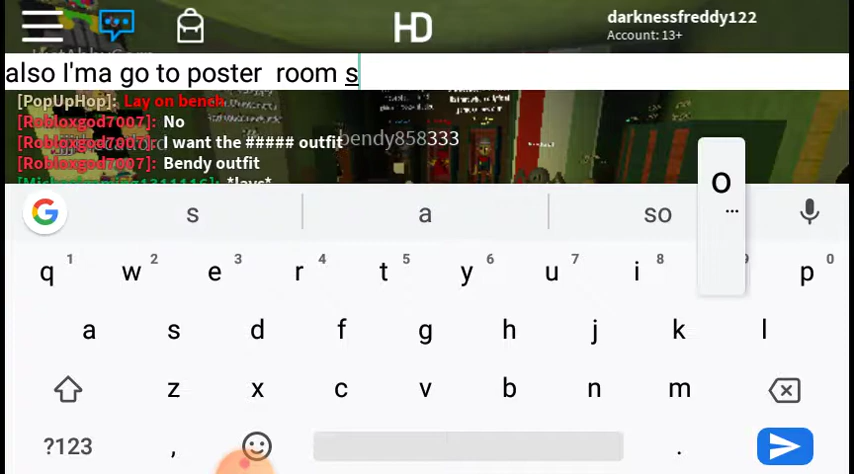 HD
darknessfreddy122
Account: 13+
also I'ma go to poster  room s
[PopUpHop]: Lay on bench
[Robloxgod7007]: No
[Robloxgod7007]: I want the ##### outfit
bendy858333
[Robloxgod7007]: Bendy outfit
*lays*
s a so
o
...
q 1 w 2 e 3 r 4 t 5 y 6 u 7 i 8 9 p 0
a s d f g h j k l
z x c v b n m
?123 , .